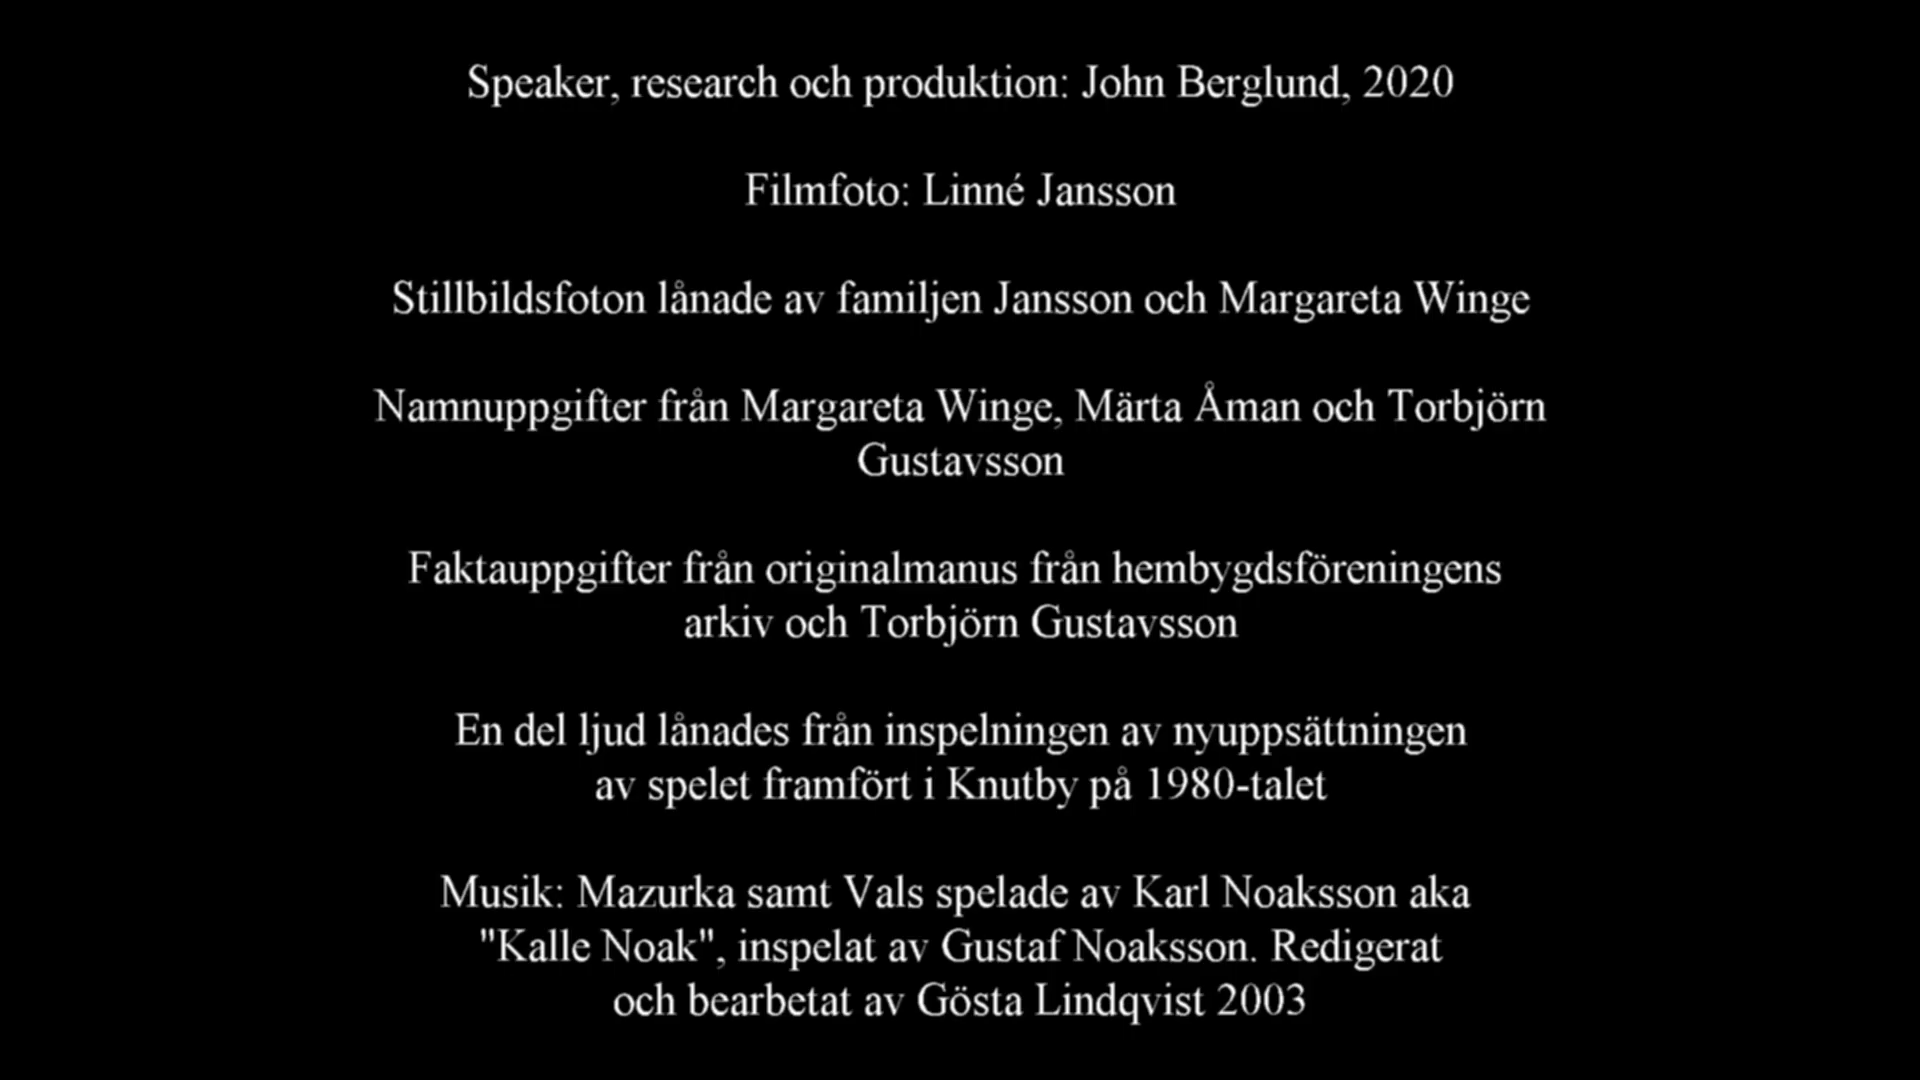 Speaker, research och produktion: John Berglund, 2020
Filmfoto: Linné Jansson
Stillbildsfoton lånade av familjen Jansson och Margareta Winge
Namnuppgifter från Margareta Winge, Märta Åman och Torbjörn
Gustavsson
Faktauppgifter från originalmanus från hembygdsföreningens
arkiv och Torbjörn Gustavsson
En del ljud lånades från inspelningen av nyuppsättningen
av spelet framfört i Knutby på 1980-talet
Musik: Mazurka samt Vals spelade av Karl Noaksson aka
"Kalle Noak", inspelat av Gustaf Noaksson. Redigerat
och bearbetat av Gösta Lindqvist 2003